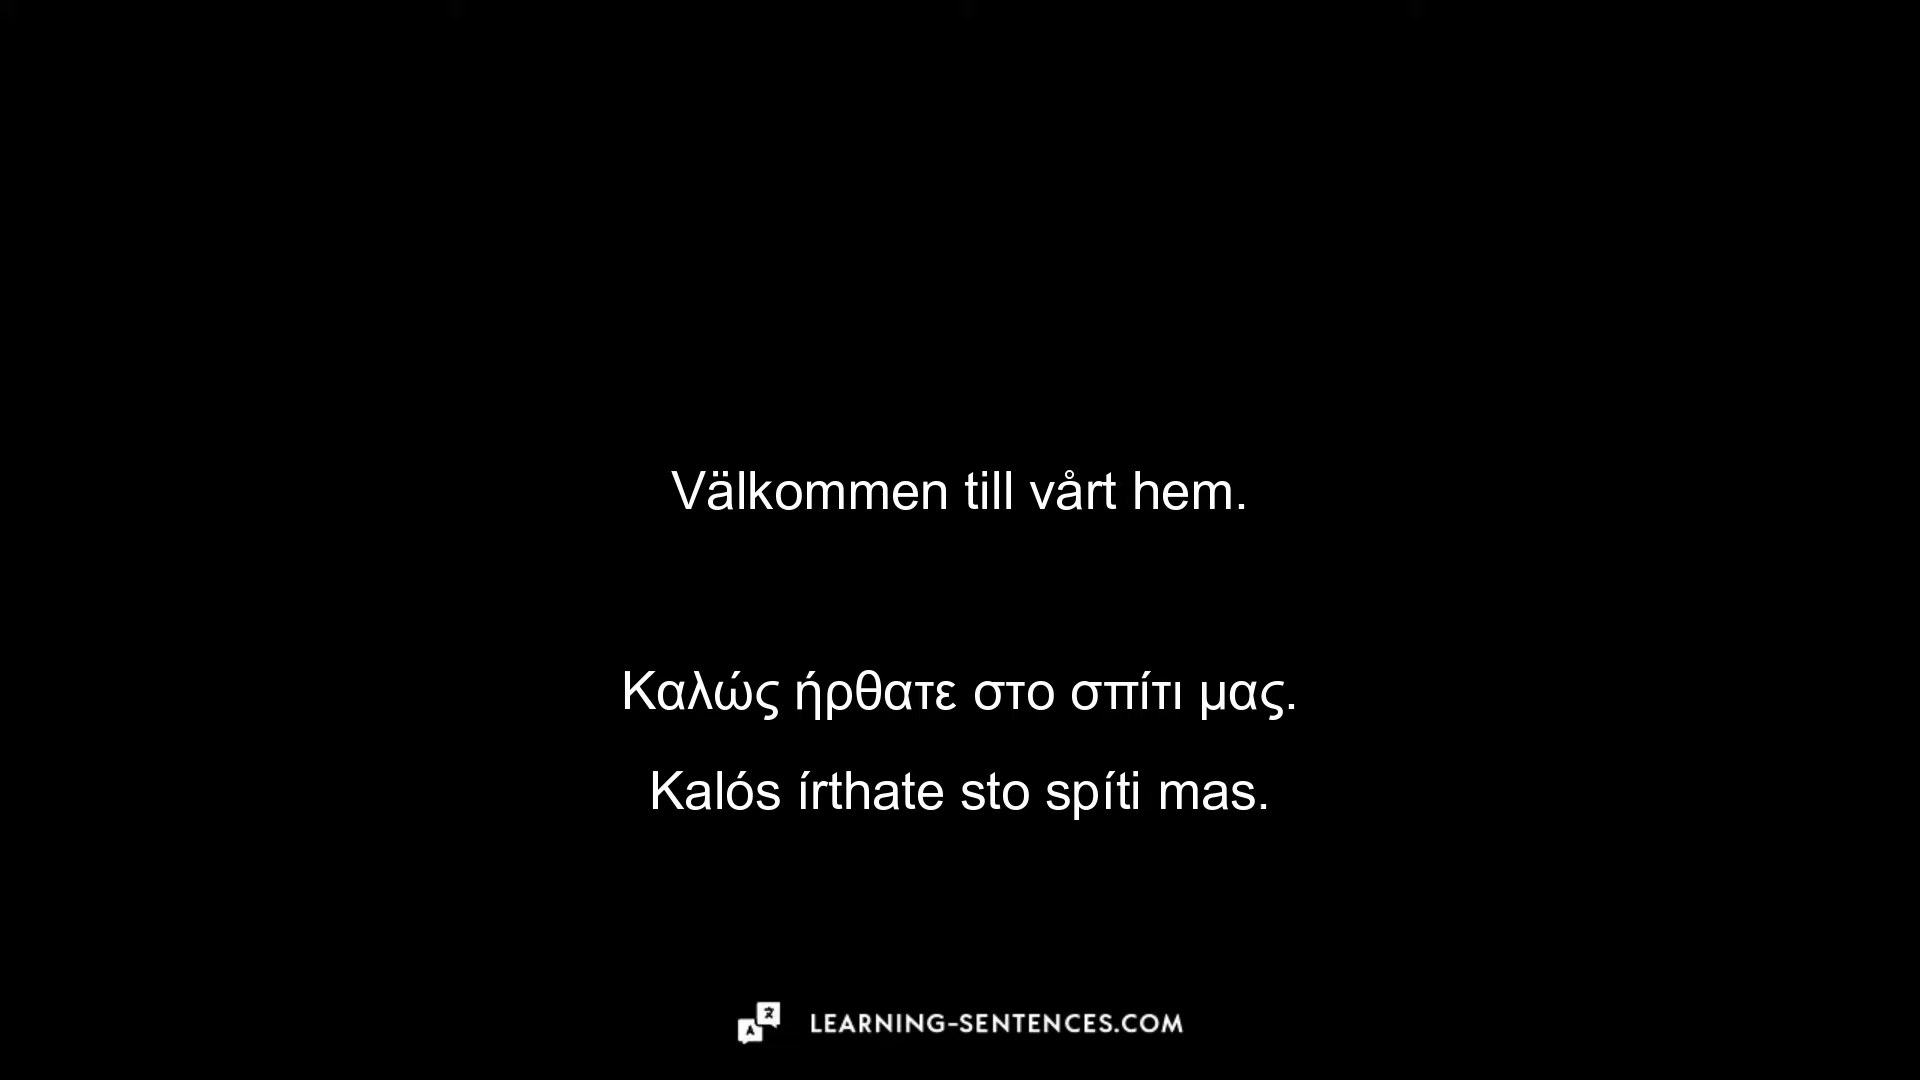 Välkommen till vårt hem.
Καλώς ήρθατε στο σπίτι μας.
Kalós írthate sto spíti mas.
LEARNING-SENTENCES.COM